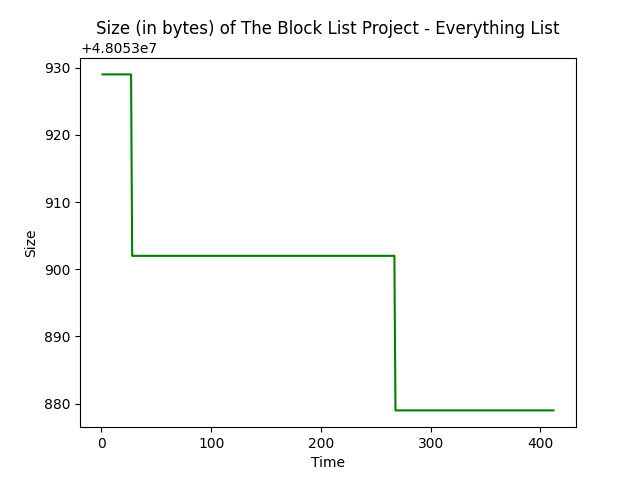 Size (in bytes) of The Block List Project - Everything List
+4.8053e7
930
920
910
900
890
880
Size
0 100 200 300 400
Time